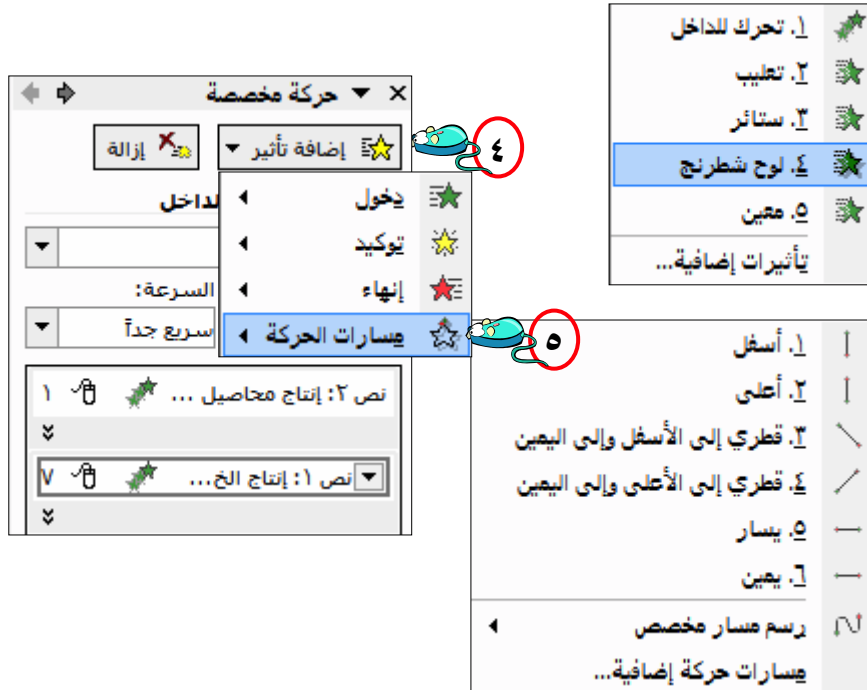 ١. تحرك للداخل
٢. تعليب
٣. ستائر
٤. لوح شطرنج
٥. معين
تأثيرات إضافية...
حركة مخصصة
إضافة تأثير
إزالة
٤
لداخل
دخول
توكيد
إنهاء
مسارات الحركة
٥
السرعة:
سريع جداً
نص ٢: إنتاج محاصيل ... ١
نص ١: إنتاج الخ... ٧
١. أسفل
٢. أعلى
٣. قطري إلى الأسفل وإلى اليمين
٤. قطري إلى الأعلى وإلى اليمين
٥. يسار
٦. يمين
رسم مسار مخصص
مسارات حركة إضافية...